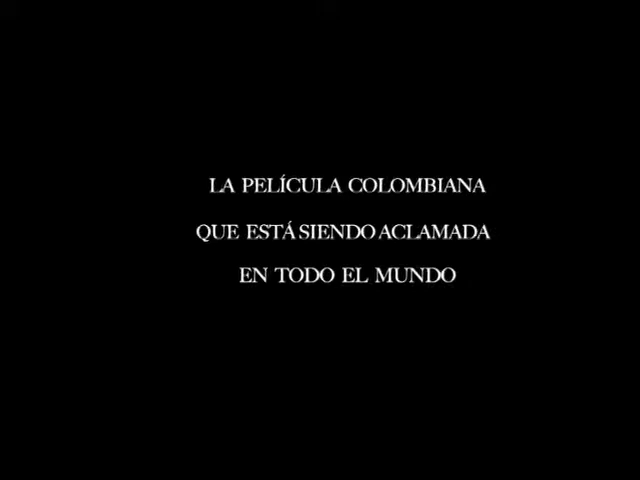 LA PELÍCULA COLOMBIANA
QUE ESTÁ SIENDO ACLAMADA
EN TODO EL MUNDO